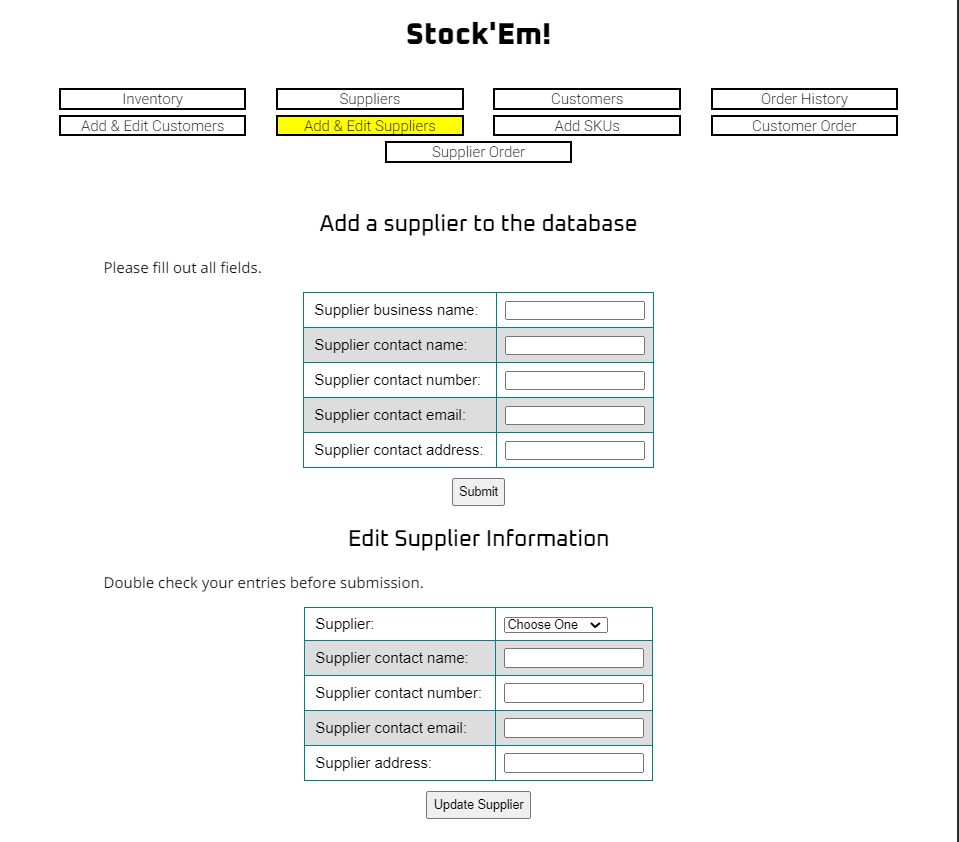 Stock'Em!
Inventory Suppliers Customers Order History
Add & Edit Customers Add & Edit Suppliers Add SKUs Customer Order
Supplier Order
Add a supplier to the database
Please fill out all fields.
Supplier business name:
Supplier contact name:
Supplier contact number:
Supplier contact email:
Supplier contact address:
Submit
Edit Supplier Information
Double check your entries before submission.
Supplier: Choose One
Supplier contact name:
Supplier contact number:
Supplier contact email:
Supplier address:
Update Supplier